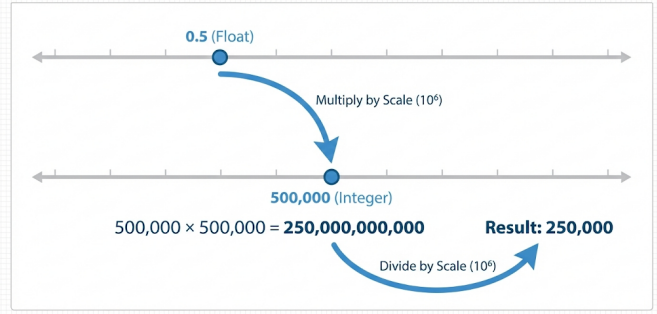 0.5 (Float)
Multiply by Scale (10⁶)
500,000 (Integer)
500,000 × 500,000 = 250,000,000,000
Result: 250,000
Divide by Scale (10⁶)